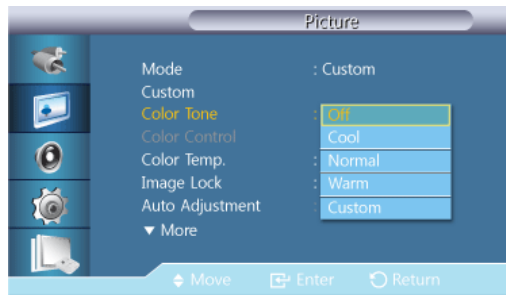 Picture
Mode : Custom
Custom
Color Tone : Off
Color Control Cool
Color Temp. : Normal
Image Lock : Warm
Auto Adjustment : Custom
▼ More
Move Enter Return